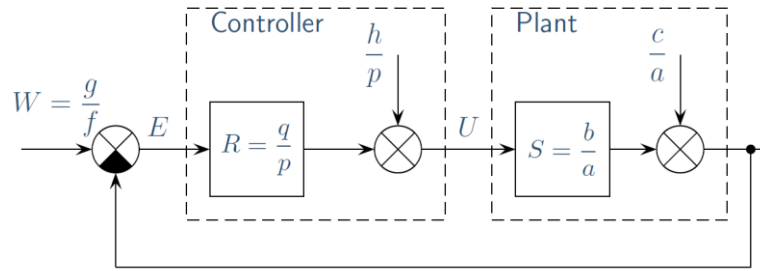 Controller
Plant
h/p
c/a
W = g/f
E
R = q/p
U
S = b/a